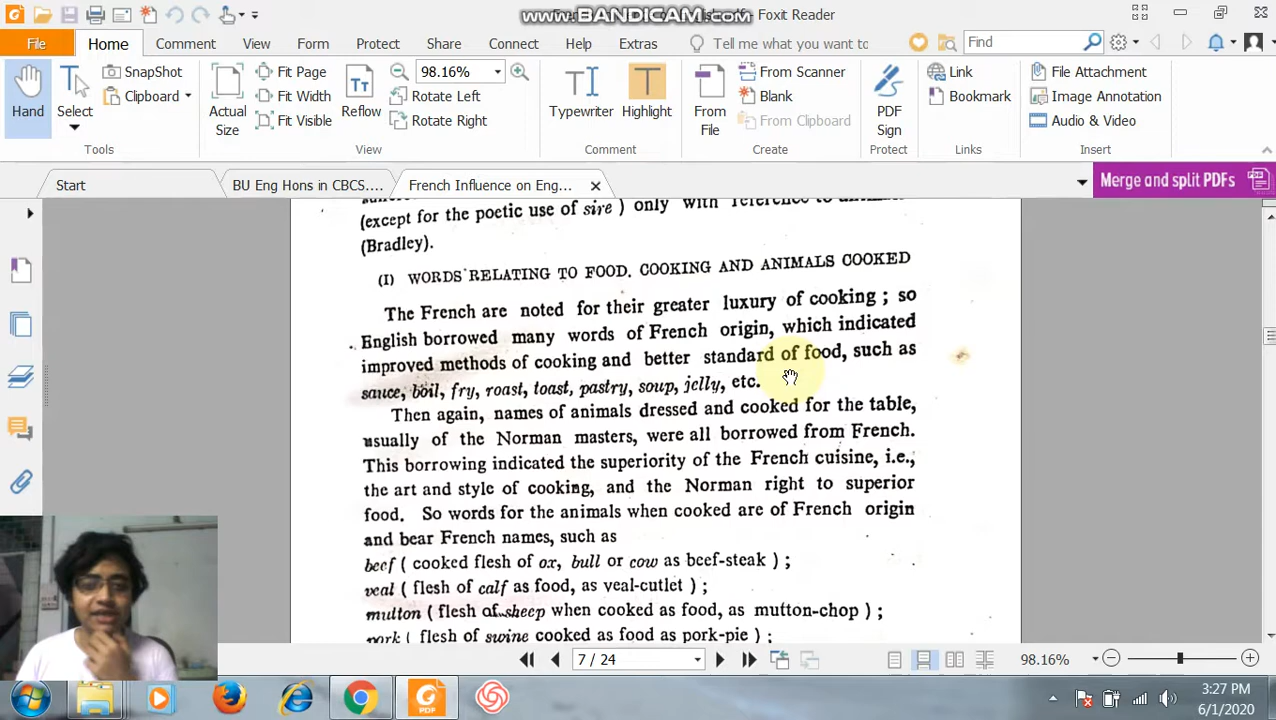 www.BANDICAM.com
Foxit Reader
File Home Comment View Form Protect Share Connect Help Extras Tell me what you want to Find
Hand
Select
SnapShot
Clipboard
Tools
Actual Size
Fit Page
Fit Width
Fit Visible
Reflow
98.16%
Rotate Left
Rotate Right
View
Typewriter
Highlight
Comment
From File
From Scanner
Blank
From Clipboard
Create
PDF Sign
Protect
Link
Bookmark
Links
File Attachment
Image Annotation
Audio & Video
Insert
Start
BU Eng Hons in CBCS....
French Influence on Eng...
Merge and split PDFs
(except for the poetic use of sire ) only with reference to
(Bradley).
(I) WORDS RELATING TO FOOD. COOKING AND ANIMALS COOKED
The French are noted for their greater luxury of cooking ; so
English borrowed many words of French origin, which indicated
improved methods of cooking and better standard of food, such as
sauce, boil, fry, roast, toast, pastry, soup, jelly, etc.
Then again, names of animals dressed and cooked for the table,
usually of the Norman masters, were all borrowed from French.
This borrowing indicated the superiority of the French cuisine, i.e.,
the art and style of cooking, and the Norman right to superior
food. So words for the animals when cooked are of French origin
and bear French names, such as
beef ( cooked flesh of ox, bull or cow as beef-steak ) ;
veal ( flesh of calf as food, as veal-cutlet ) ;
mutton ( flesh of sheep when cooked as food, as mutton-chop ) ;
pork ( flesh of swine cooked as food as pork-pie ) ;
7 / 24
98.16%
3:27 PM
6/1/2020